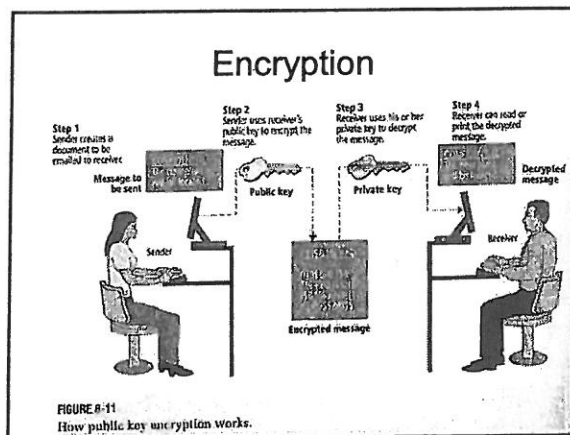 Encryption
Step 1
Sender creates a
document to be
emailed to receiver.
Step 2
Sender uses receiver's
public key to encrypt the
message.
Step 3
Receiver uses his or her
private key to decrypt
the message.
Step 4
Receiver can read or
print the decrypted
message.
Message to
be sent
Public key
Private key
Decrypted
message
Sender
Receiver
Encrypted message
FIGURE 8-11
How public key encryption works.